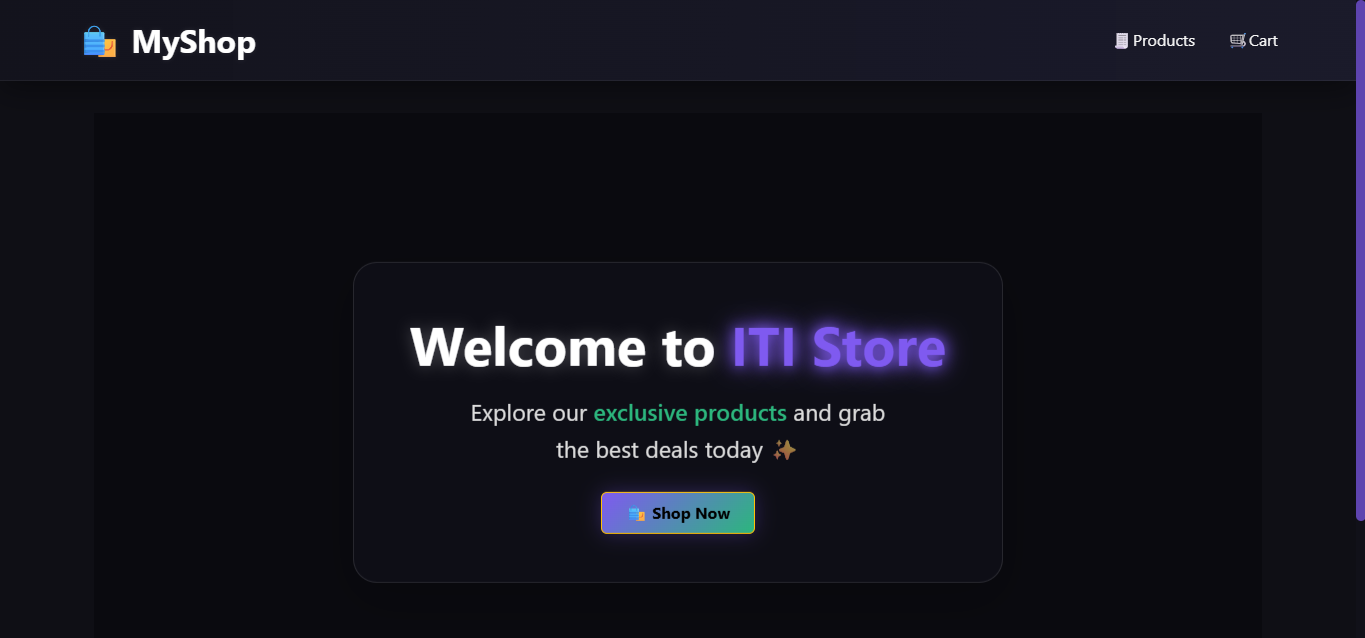 🛍️ MyShop
🧾 Products
🛒 Cart
Welcome to ITI Store
Explore our exclusive products and grab
the best deals today ✨
🛍️ Shop Now